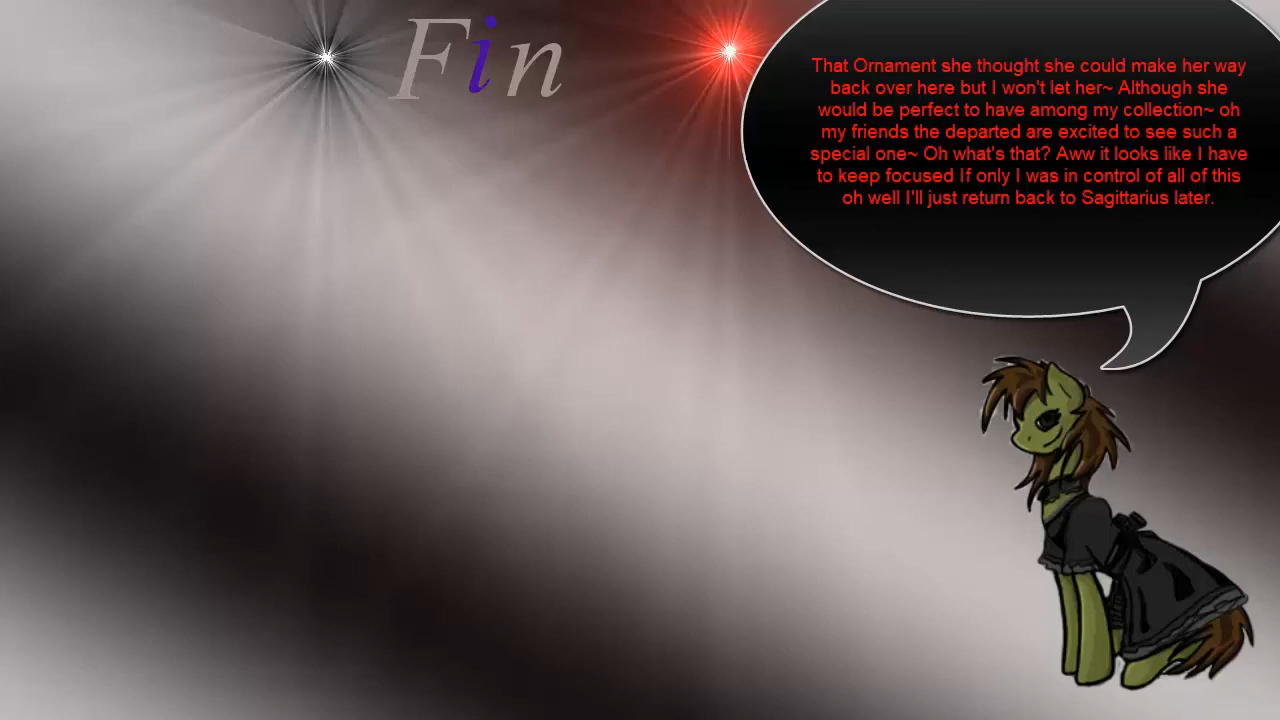 Fin
That Ornament she thought she could make her way
back over here but I won't let her~ Although she
would be perfect to have among my collection~ oh
my friends the departed are excited to see such a
special one~ Oh what's that? Aww it looks like I have
to keep focused If only I was in control of all of this
oh well I'll just return back to Sagittarius later.